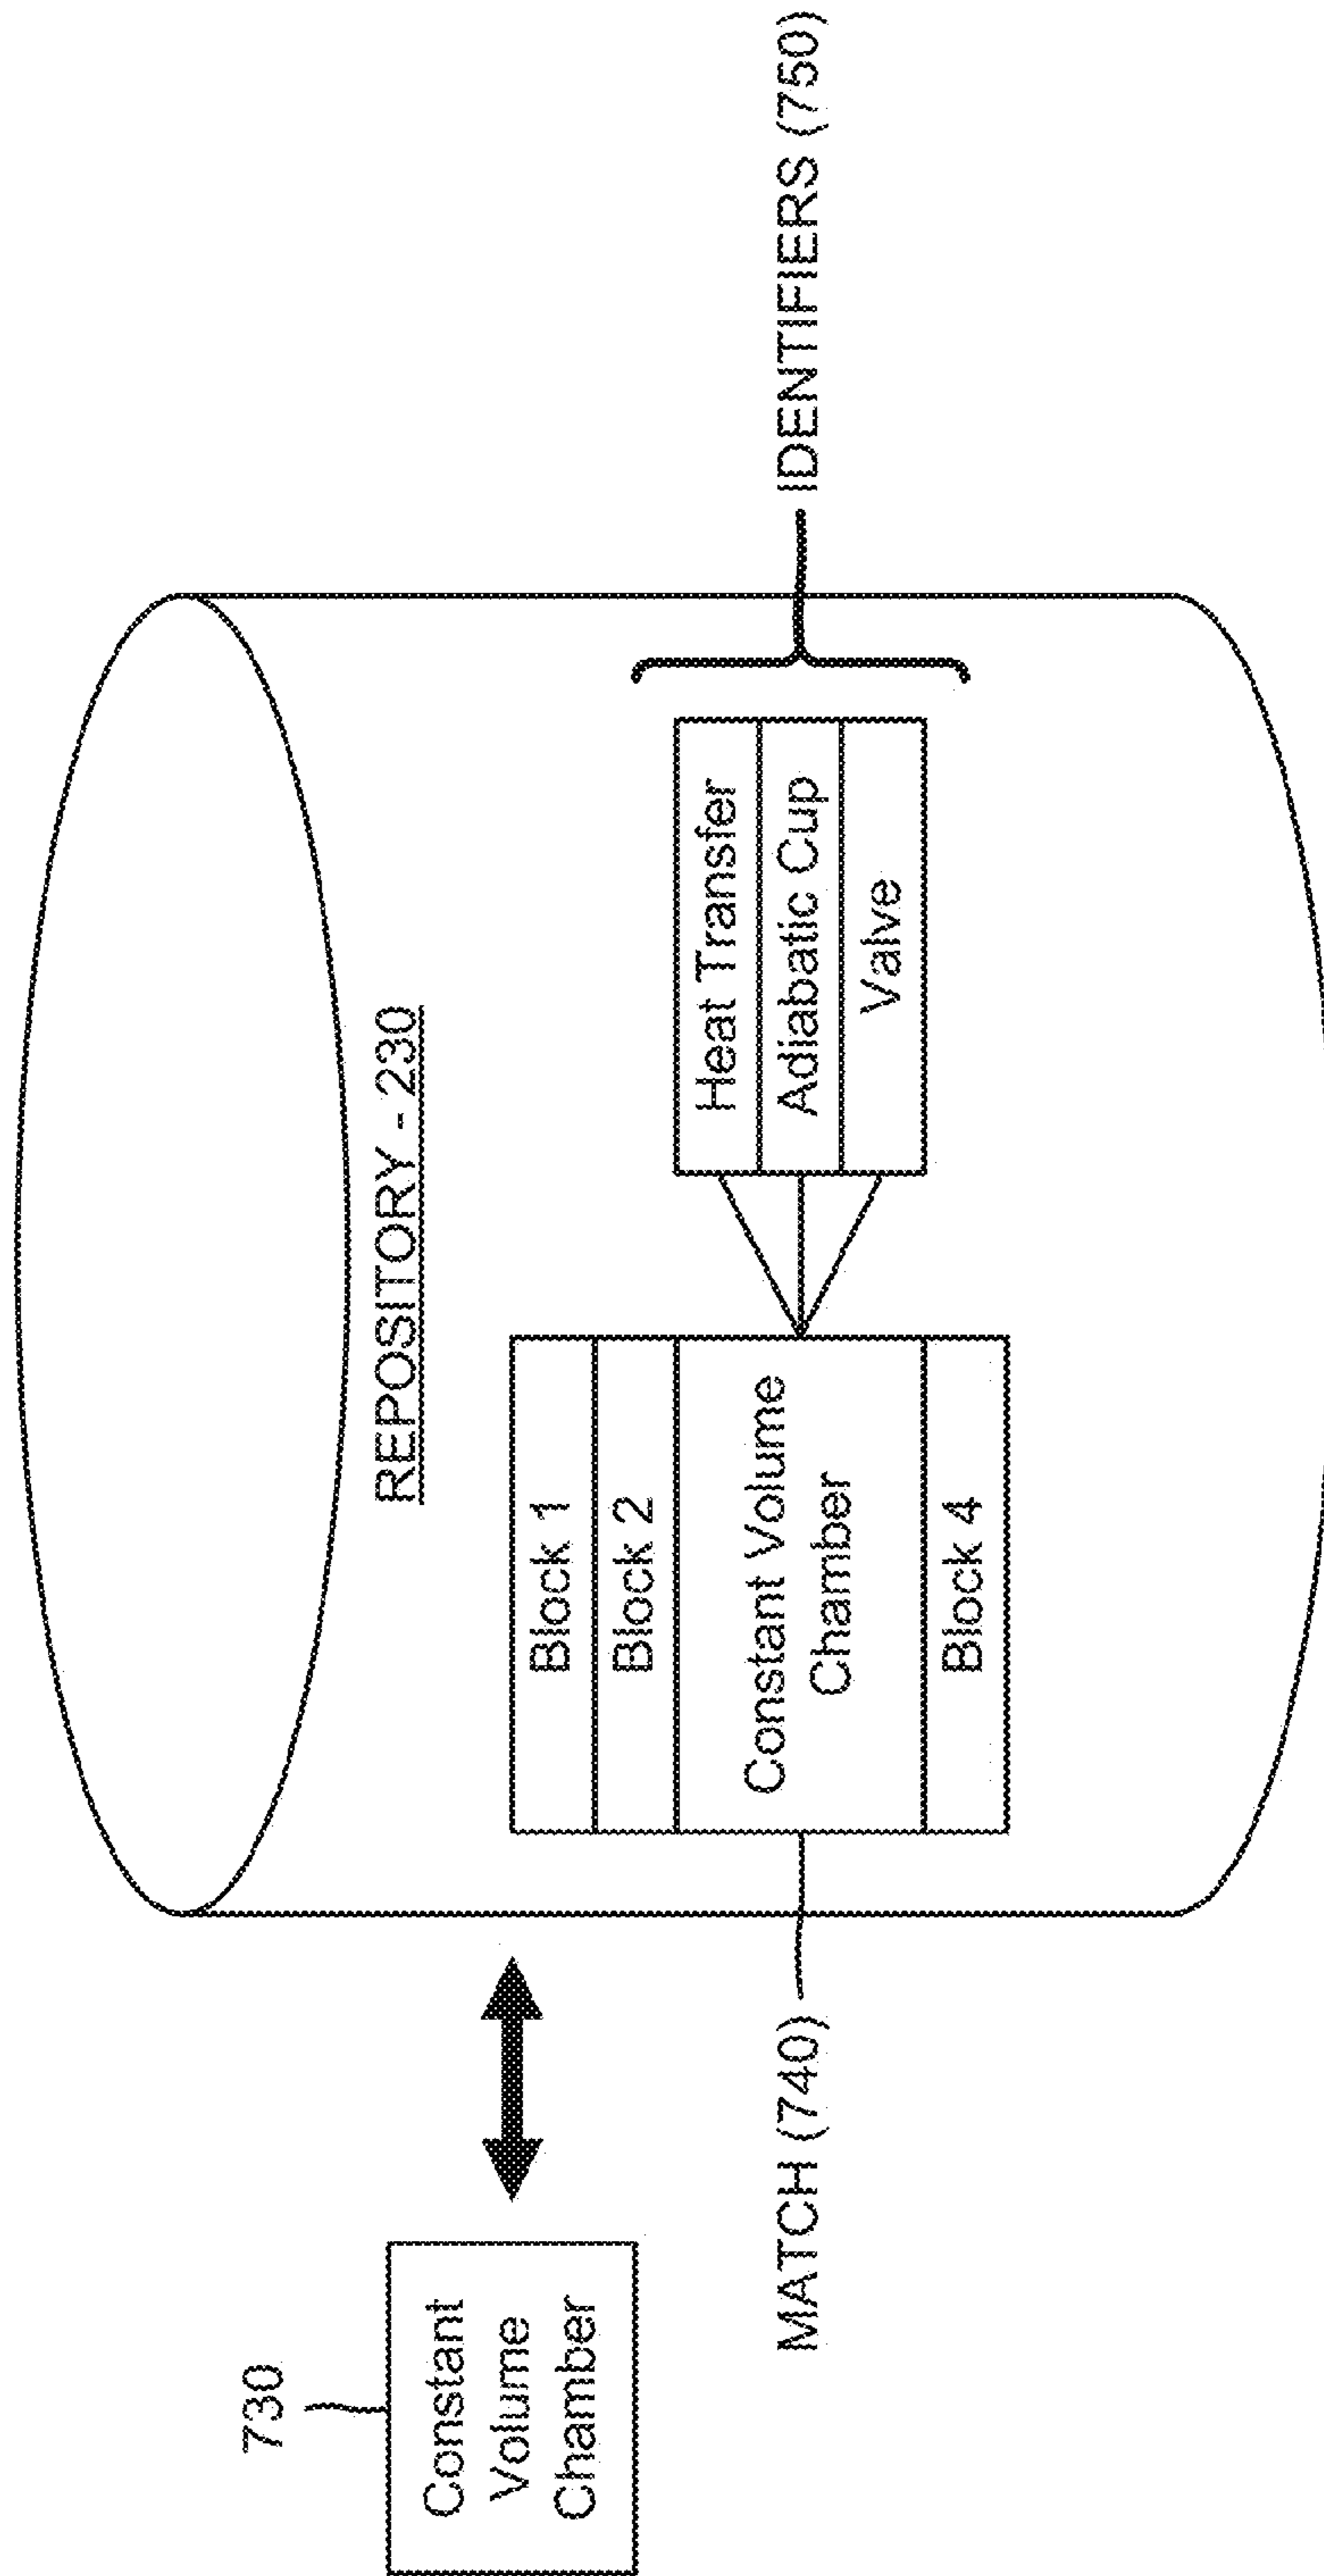 REPOSITORY - 230
730
Constant
Volume
Chamber
Block 1
Block 2
Constant Volume
Chamber
Block 4
Heat Transfer
Adiabatic Cup
Valve
MATCH (740)
IDENTIFIERS (750)